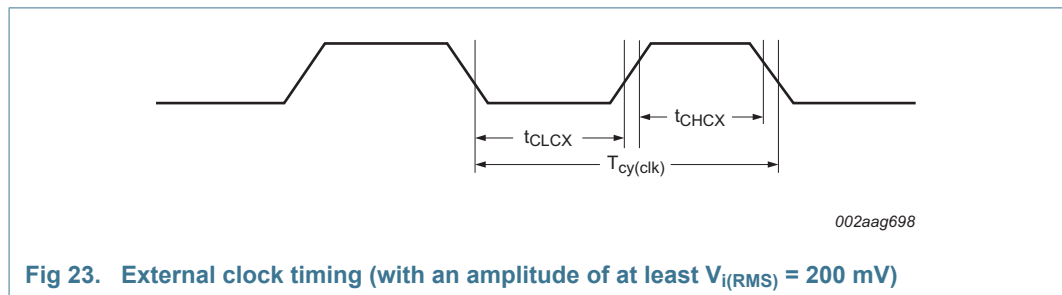 tCHCX
tCLCX
Tcy(clk)
002aag698
Fig 23. External clock timing (with an amplitude of at least Vi(RMS) = 200 mV)